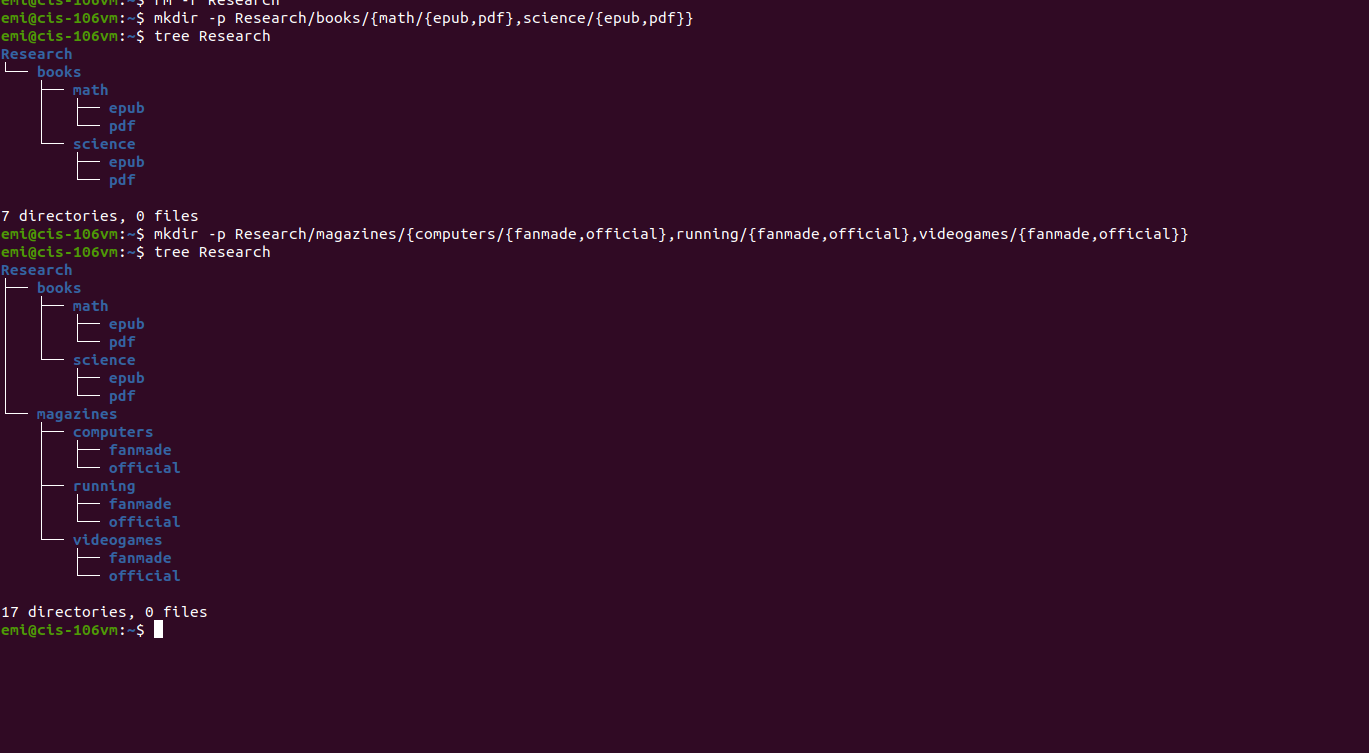 emi@cis-106vm:~$ rm -r Research
emi@cis-106vm:~$ mkdir -p Research/books/{math/{epub,pdf},science/{epub,pdf}}
emi@cis-106vm:~$ tree Research
Research
└── books
    ├── math
    │   ├── epub
    │   └── pdf
    └── science
        ├── epub
        └── pdf

7 directories, 0 files
emi@cis-106vm:~$ mkdir -p Research/magazines/{computers/{fanmade,official},running/{fanmade,official},videogames/{fanmade,official}}
emi@cis-106vm:~$ tree Research
Research
├── books
│   ├── math
│   │   ├── epub
│   │   └── pdf
│   └── science
│       ├── epub
│       └── pdf
└── magazines
    ├── computers
    │   ├── fanmade
    │   └── official
    ├── running
    │   ├── fanmade
    │   └── official
    └── videogames
        ├── fanmade
        └── official

17 directories, 0 files
emi@cis-106vm:~$